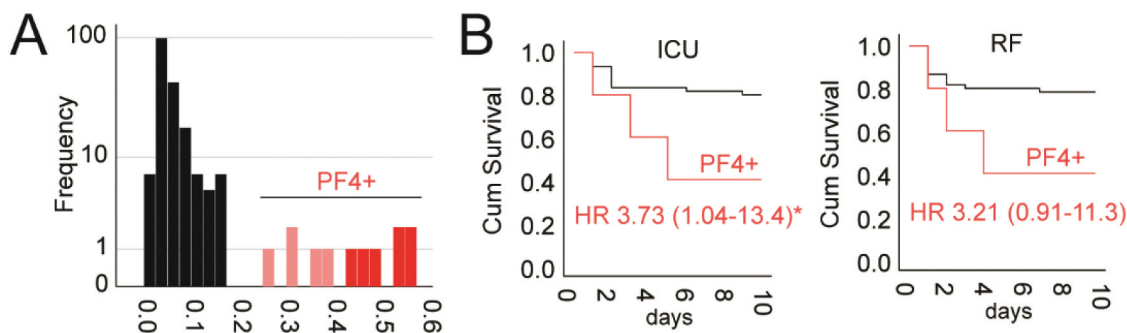 A
Frequency
100
10
1
0
PF4+
0.0 0.1 0.2 0.3 0.4 0.5 0.6
B
ICU
Cum Survival
1.0
0.8
0.6
0.4
0.2
0.0
PF4+
HR 3.73 (1.04-13.4)*
0 2 4 6 8 10
days
RF
Cum Survival
1.0
0.8
0.6
0.4
0.2
0.0
PF4+
HR 3.21 (0.91-11.3)
0 2 4 6 8 10
days